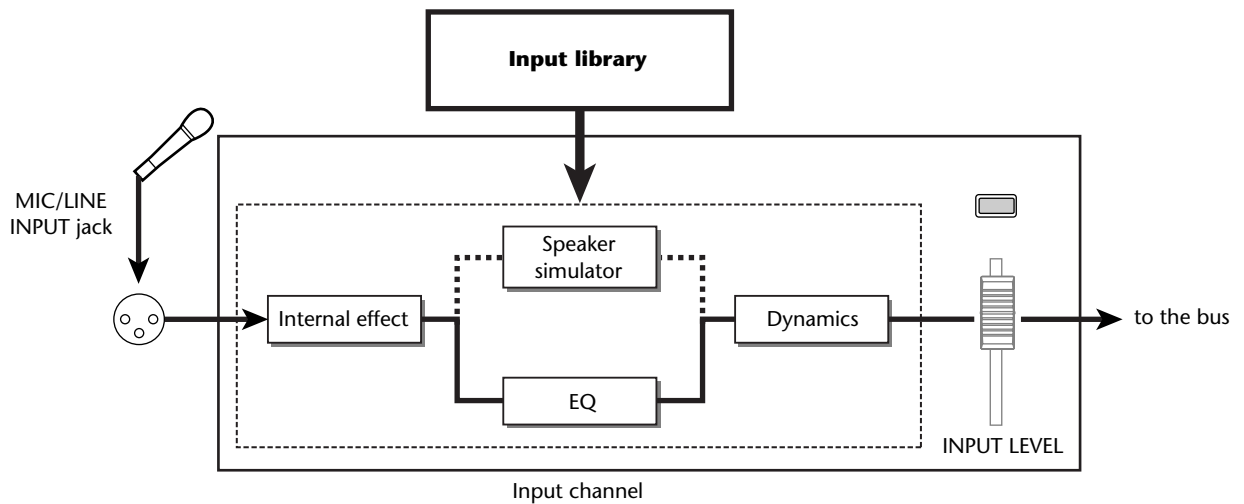 Input library
MIC/LINE
INPUT jack
Speaker
simulator
Internal effect
Dynamics
to the bus
EQ
INPUT LEVEL
Input channel